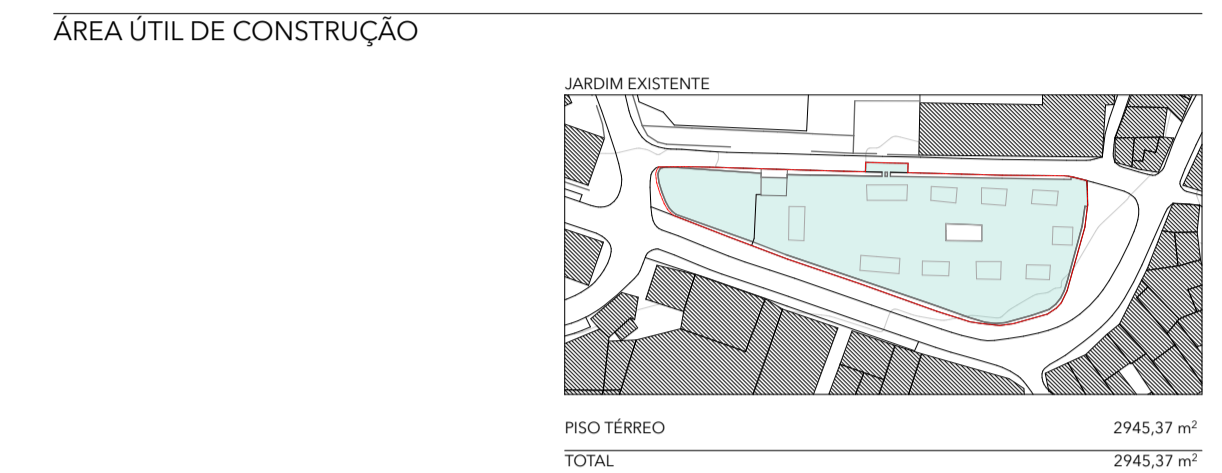 ÁREA ÚTIL DE CONSTRUÇÃO
JARDIM EXISTENTE
PISO TÉRREO 2945,37 m²
TOTAL 2945,37 m²